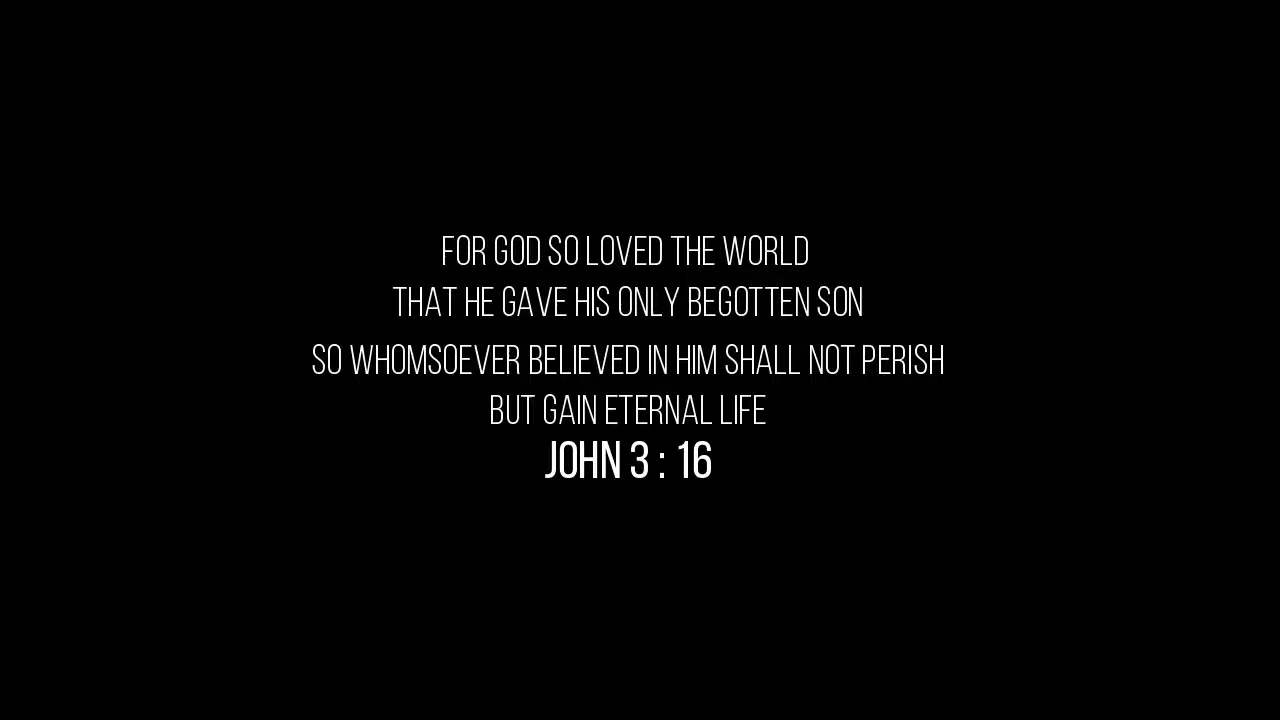 FOR GOD SO LOVED THE WORLD
THAT HE GAVE HIS ONLY BEGOTTEN SON
SO WHOMSOEVER BELIEVED IN HIM SHALL NOT PERISH
BUT GAIN ETERNAL LIFE
JOHN 3 : 16